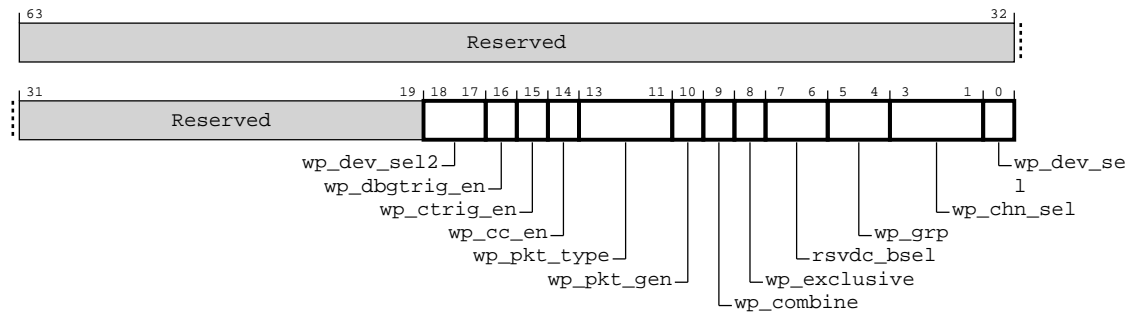 63 32
Reserved
31 19 18 17 16 15 14 13 11 10 9 8 7 6 5 4 3 1 0
Reserved
wp_dev_sel2 wp_dev_se
wp_dbgtrig_en l
wp_ctrig_en wp_chn_sel
wp_cc_en wp_grp
wp_pkt_type rsvdc_bsel
wp_pkt_gen wp_exclusive
wp_combine